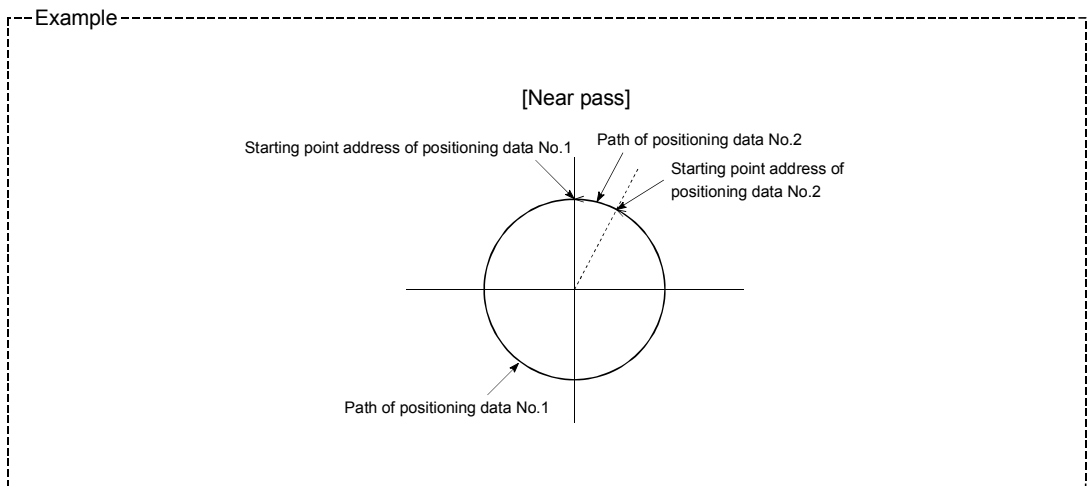 Example
[Near pass]
Starting point address of positioning data No.1
Path of positioning data No.2
Starting point address of
positioning data No.2
Path of positioning data No.1